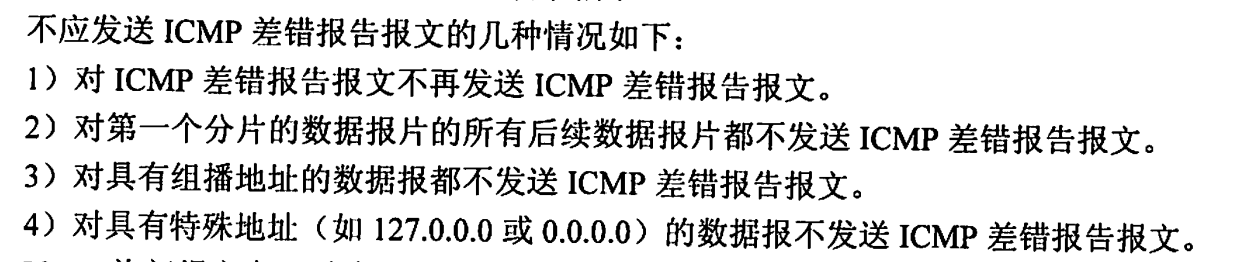 不应发送 ICMP 差错报告报文的几种情况如下：
1）对 ICMP 差错报告报文不再发送 ICMP 差错报告报文。
2）对第一个分片的数据报片的所有后续数据报片都不发送 ICMP 差错报告报文。
3）对具有组播地址的数据报都不发送 ICMP 差错报告报文。
4）对具有特殊地址（如 127.0.0.0 或 0.0.0.0）的数据报不发送 ICMP 差错报告报文。